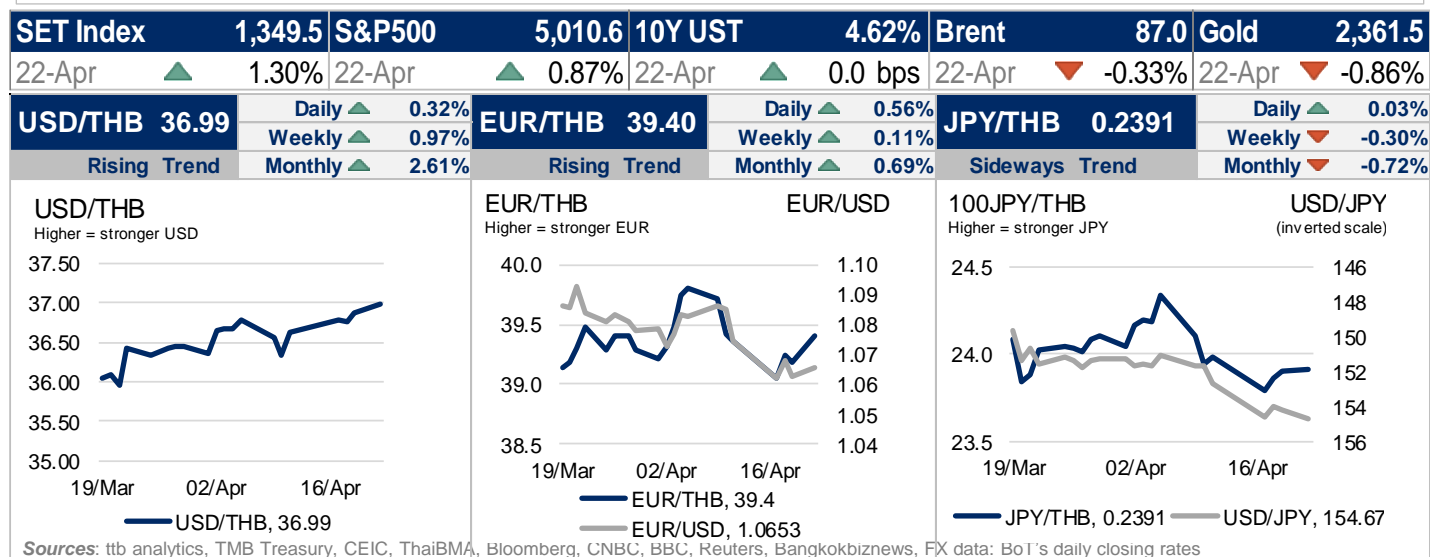 SET Index 1,349.5 S&P500 5,010.6 10Y UST 4.62% Brent 87.0 Gold 2,361.5
22-Apr 1.30% 22-Apr 0.87% 22-Apr 0.0 bps 22-Apr -0.33% 22-Apr -0.86%
USD/THB 36.99 Daily 0.32% EUR/THB 39.40 Daily 0.56% JPY/THB 0.2391 Daily 0.03%
Weekly 0.97% Weekly 0.11% Weekly -0.30%
Rising Trend Monthly 2.61% Rising Trend Monthly 0.69% Sideways Trend Monthly -0.72%
USD/THB
Higher = stronger USD
37.50
37.00
36.50
36.00
35.50
35.00
19/Mar 02/Apr 16/Apr
USD/THB, 36.99
EUR/THB EUR/USD
Higher = stronger EUR
40.0 1.10
1.09
39.5 1.08
1.07
39.0 1.06
1.05
38.5 1.04
19/Mar 02/Apr 16/Apr
EUR/THB, 39.4
EUR/USD, 1.0653
100JPY/THB USD/JPY
Higher = stronger JPY (inverted scale)
24.5 146
148
150
24.0 152
154
23.5 156
19/Mar 02/Apr 16/Apr
JPY/THB, 0.2391 USD/JPY, 154.67
Sources: ttb analytics, TMB Treasury, CEIC, ThaiBMA, Bloomberg, CNBC, BBC, Reuters, Bangkokbiznews, FX data: BoT's daily closing rates